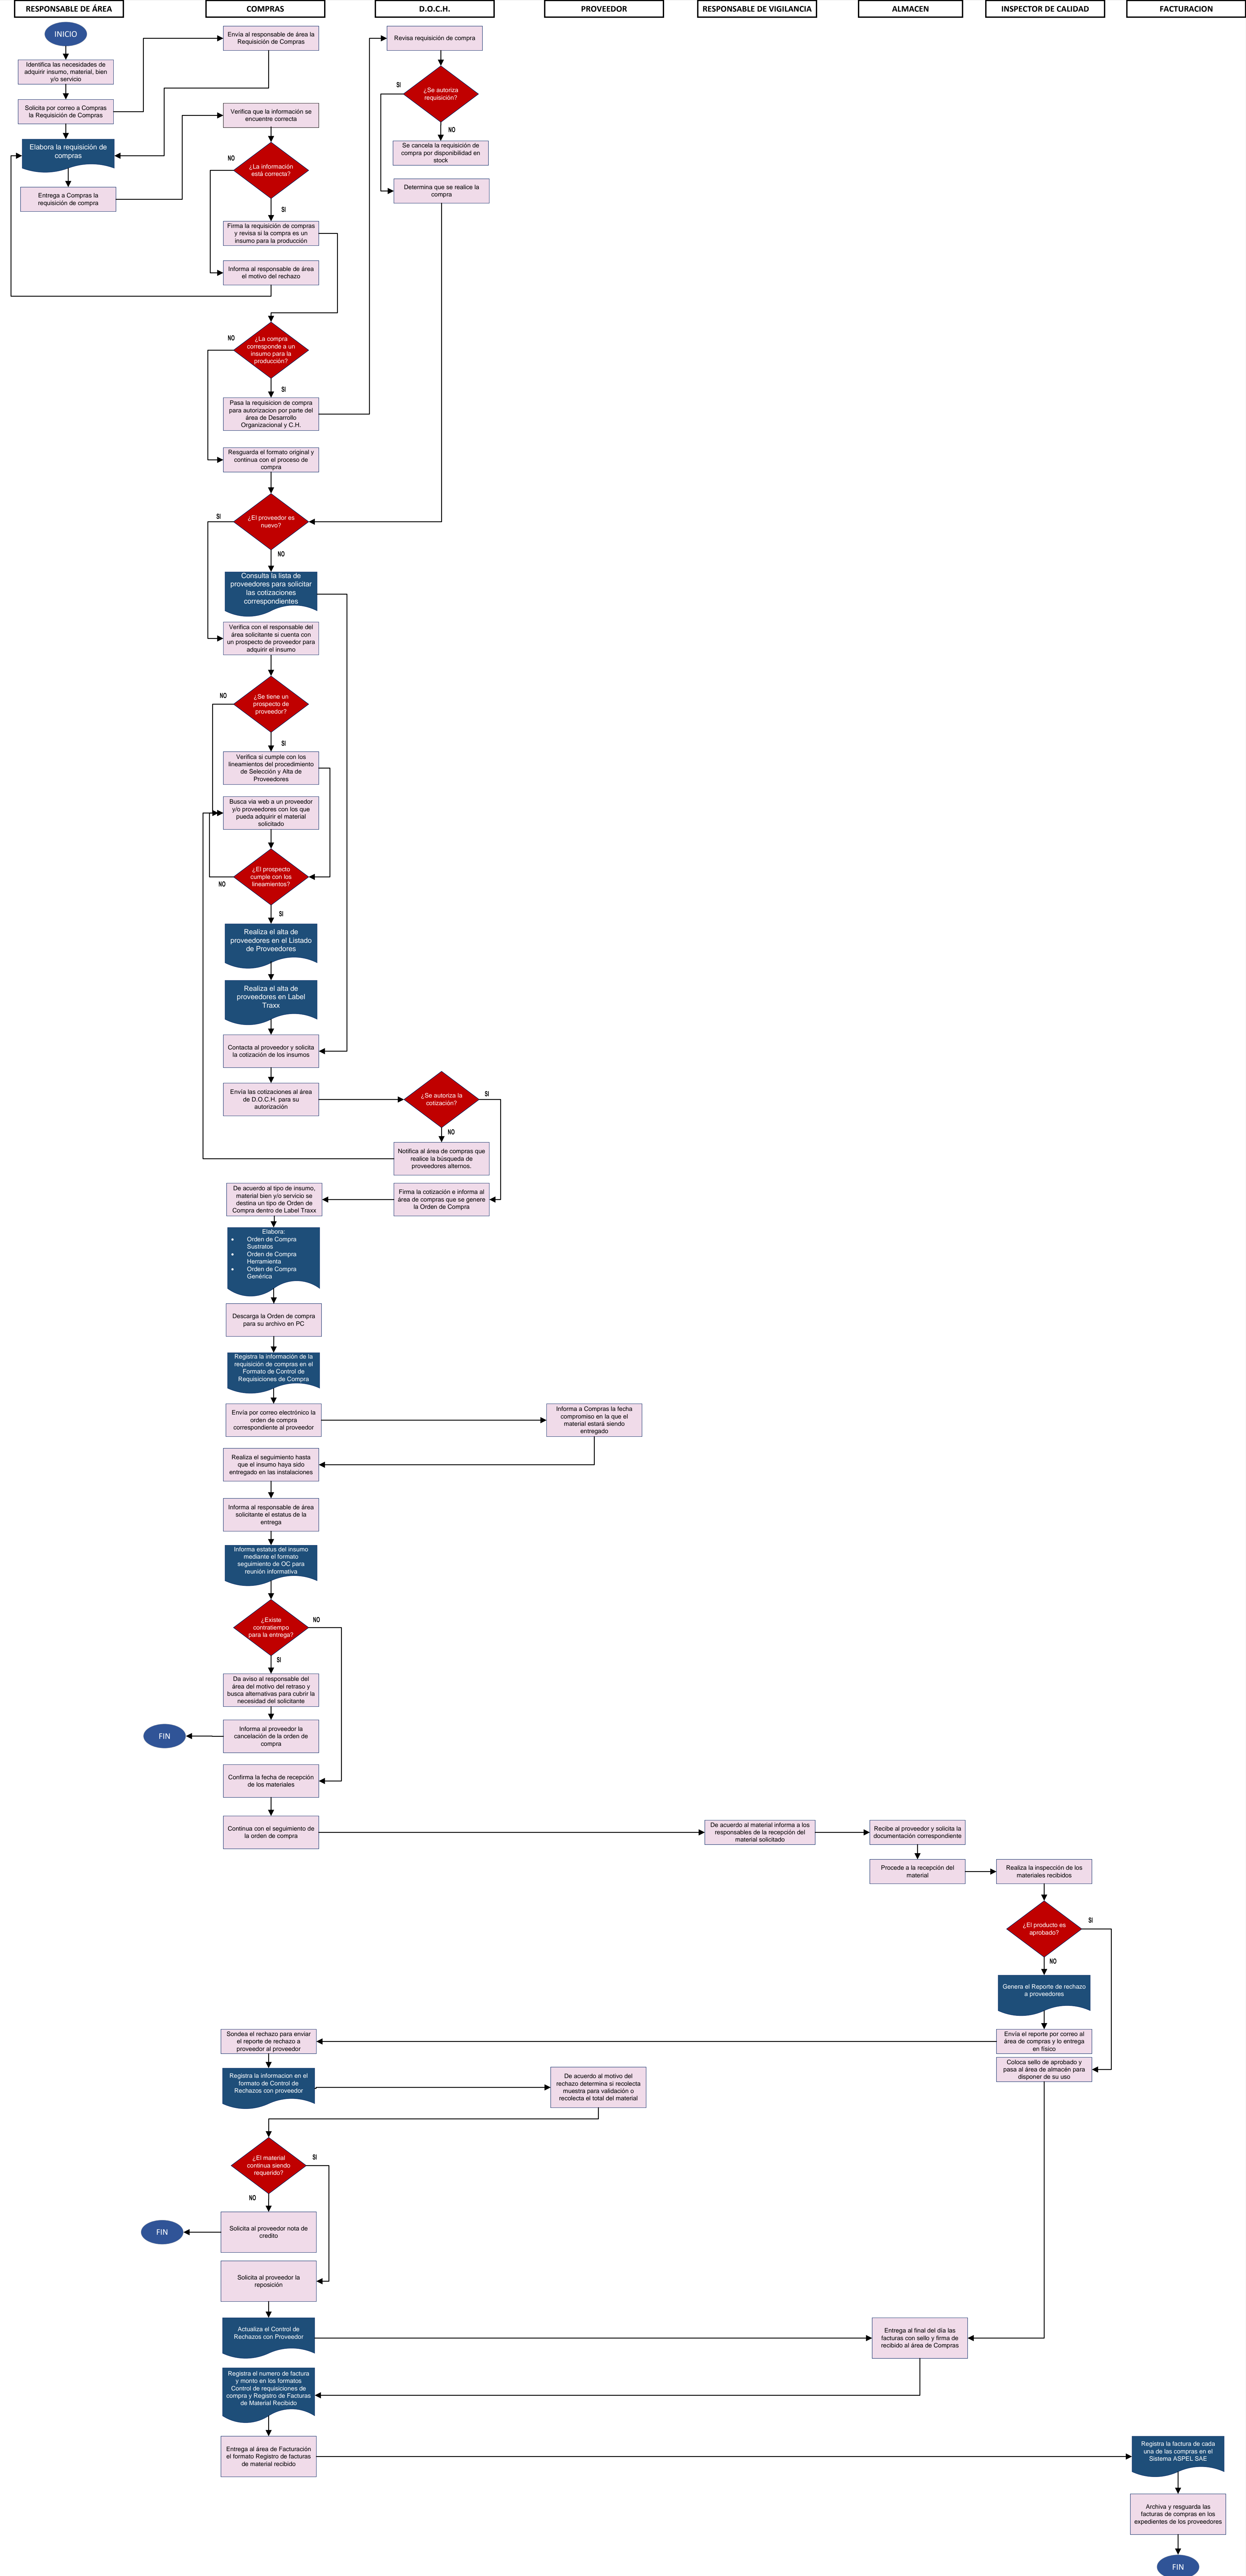 RESPONSABLE DE ÁREA
COMPRAS
D.O.C.H.
PROVEEDOR
RESPONSABLE DE VIGILANCIA
ALMACEN
INSPECTOR DE CALIDAD
FACTURACION
INICIO
Identifica las necesidades de
adquirir insumo, material, bien
y/o servicio
Solicita por correo a Compras
la Requisición de Compras
Elabora la requisición de
compras
Entrega a Compras la
requisición de compra
Envía al responsable de área la
Requisición de Compras
Verifica que la información se
encuentre correcta
NO
¿La información
está correcta?
SI
Firma la requisición de compras
y revisa si la compra es un
insumo para la producción
Informa al responsable de área
el motivo del rechazo
NO
¿La compra
corresponde a un
insumo para la
producción?
SI
Pasa la requisicion de compra
para autorizacion por parte del
área de Desarrollo
Organizacional y C.H.
Resguarda el formato original y
continua con el proceso de
compra
Revisa requisición de compra
SI
¿Se autoriza
requisición?
NO
Se cancela la requisición de
compra por disponibilidad en
stock
Determina que se realice la
compra
SI
¿El proveedor es
nuevo?
NO
Consulta la lista de
proveedores para solicitar
las cotizaciones
correspondientes
Verifica con el responsable del
área solicitante si cuenta con
un prospecto de proveedor para
adquirir el insumo
NO
¿Se tiene un
prospecto de
proveedor?
SI
Verifica si cumple con los
lineamientos del procedimiento
de Selección y Alta de
Proveedores
Busca via web a un proveedor
y/o proveedores con los que
pueda adquirir el material
solicitado
¿El prospecto
cumple con los
lineamientos?
NO
SI
Realiza el alta de
proveedores en el Listado
de Proveedores
Realiza el alta de
proveedores en Label
Traxx
Contacta al proveedor y solicita
la cotización de los insumos
Envía las cotizaciones al área
de D.O.C.H. para su
autorización
¿Se autoriza la
cotización?
SI
NO
Notifica al área de compras que
realice la búsqueda de
proveedores alternos.
Firma la cotización e informa al
área de compras que se genere
la Orden de Compra
De acuerdo al tipo de insumo,
material bien y/o servicio se
destina un tipo de Orden de
Compra dentro de Label Traxx
Elabora:
• Orden de Compra
Sustratos
• Orden de Compra
Herramienta
• Orden de Compra
Genérica
Descarga la Orden de compra
para su archivo en PC
Registra la información de la
requisición de compras en el
Formato de Control de
Requisiciones de Compra
Envía por correo electrónico la
orden de compra
correspondiente al proveedor
Informa a Compras la fecha
compromiso en la que el
material estará siendo
entregado
Realiza el seguimiento hasta
que el insumo haya sido
entregado en las instalaciones
Informa al responsable de área
solicitante el estatus de la
entrega
Informa estatus del insumo
mediante el formato
seguimiento de OC para
reunión informativa
¿Existe
contratiempo
para la entrega?
NO
SI
Da aviso al responsable del
área del motivo del retraso y
busca alternativas para cubrir la
necesidad del solicitante
Informa al proveedor la
cancelación de la orden de
compra
FIN
Confirma la fecha de recepción
de los materiales
Continua con el seguimiento de
la orden de compra
De acuerdo al material informa a los
responsables de la recepción del
material solicitado
Recibe al proveedor y solicita la
documentación correspondiente
Procede a la recepción del
material
Realiza la inspección de los
materiales recibidos
¿El producto es
aprobado?
SI
NO
Genera el Reporte de rechazo
a proveedores
Envía el reporte por correo al
área de compras y lo entrega
en físico
Coloca sello de aprobado y
pasa al área de almacén para
disponer de su uso
Sondea el rechazo para enviar
el reporte de rechazo a
proveedor al proveedor
Registra la informacion en el
formato de Control de
Rechazos con proveedor
De acuerdo al motivo del
rechazo determina si recolecta
muestra para validación o
recolecta el total del material
¿El material
continua siendo
requerido?
SI
NO
Solicita al proveedor nota de
credito
FIN
Solicita al proveedor la
reposición
Actualiza el Control de
Rechazos con Proveedor
Entrega al final del día las
facturas con sello y firma de
recibido al área de Compras
Registra el numero de factura
y monto en los formatos
Control de requisiciones de
compra y Registro de Facturas
de Material Recibido
Entrega al área de Facturación
el formato Registro de facturas
de material recibido
Registra la factura de cada
una de las compras en el
Sistema ASPEL SAE
Archiva y resguarda las
facturas de compras en los
expedientes de los proveedores
FIN